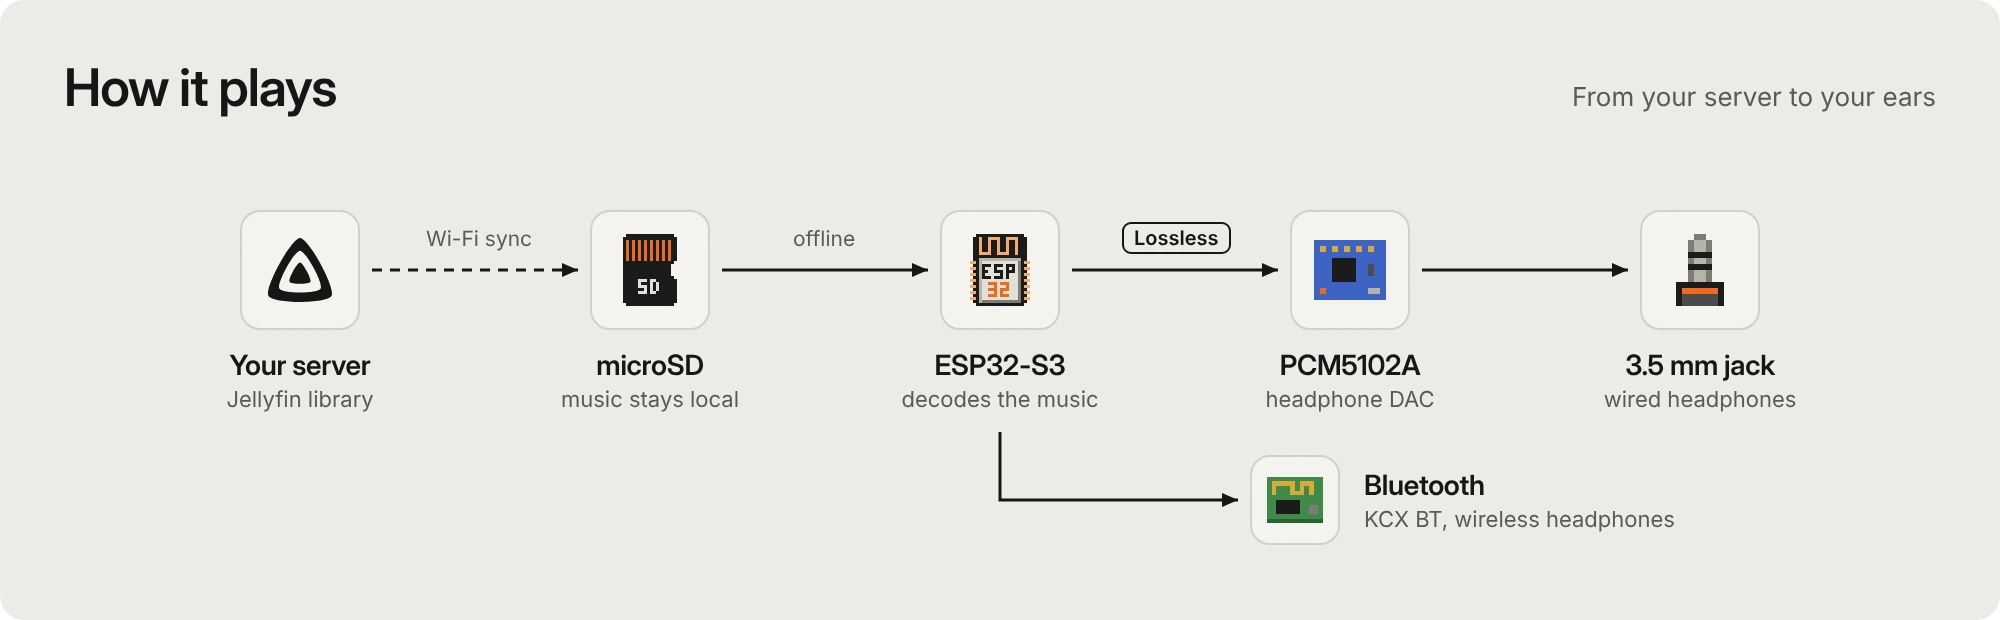 How it plays
From your server to your ears
Wi-Fi sync
offline
Lossless
SD
ESP
32
Your server
Jellyfin library
microSD
music stays local
ESP32-S3
decodes the music
PCM5102A
headphone DAC
3.5 mm jack
wired headphones
Bluetooth
KCX BT, wireless headphones